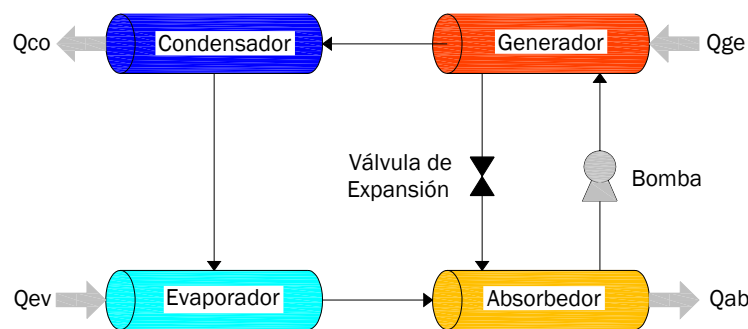 Qco
Condensador
Generador
Qge
Válvula de
Expansión
Bomba
Qev
Evaporador
Absorbedor
Qab